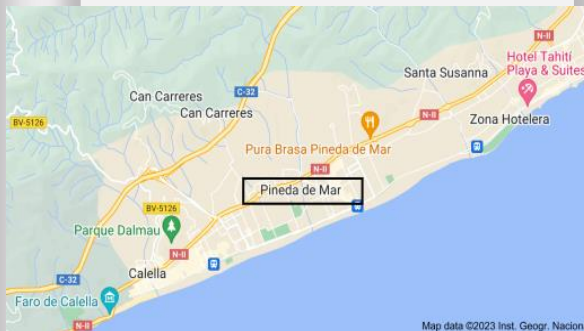 N-II
Hotel Tahití
Playa & Suites
Santa Susanna
C-32
Can Carreres
Can Carreres
Zona Hotelera
BV-5126
N-II
Pura Brasa Pineda de Mar
N-II
Pineda de Mar
BV-5126
Parque Dalmau
N-II
Calella
C-32
Faro de Calella
N-II
Map data ©2023 Inst. Geogr. Nacion